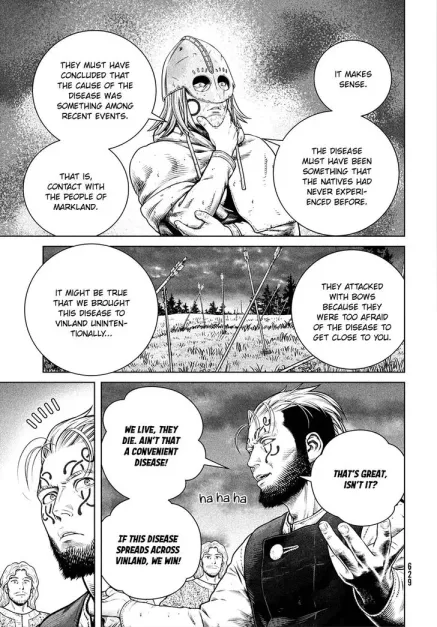 IT MAKES
SENSE.
THEY MUST HAVE
CONCLUDED THAT
THE CAUSE OF THE
DISEASE WAS
SOMETHING AMONG
RECENT EVENTS.
THE DISEASE
MUST HAVE BEEN
SOMETHING THAT
THE NATIVES HAD
NEVER EXPERI-
ENCED BEFORE.
THAT IS,
CONTACT WITH
THE PEOPLE OF
MARKLAND.
THEY ATTACKED
WITH BOWS BECAUSE
THEY WERE TOO AFRAID
OF THE DISEASE TO
GET CLOSE TO YOU.
IT MIGHT BE TRUE
THAT WE BROUGHT
THIS DISEASE TO
VINLAND UNINTEN-
TIONALLY...
THAT'S GREAT,
ISN'T IT?
WE LIVE, THEY
DIE. AIN'T THAT
A CONVENIENT
DISEASE!
ha ha ha
IF THIS DISEASE
SPREADS ACROSS
VINLAND, WE WIN!
629